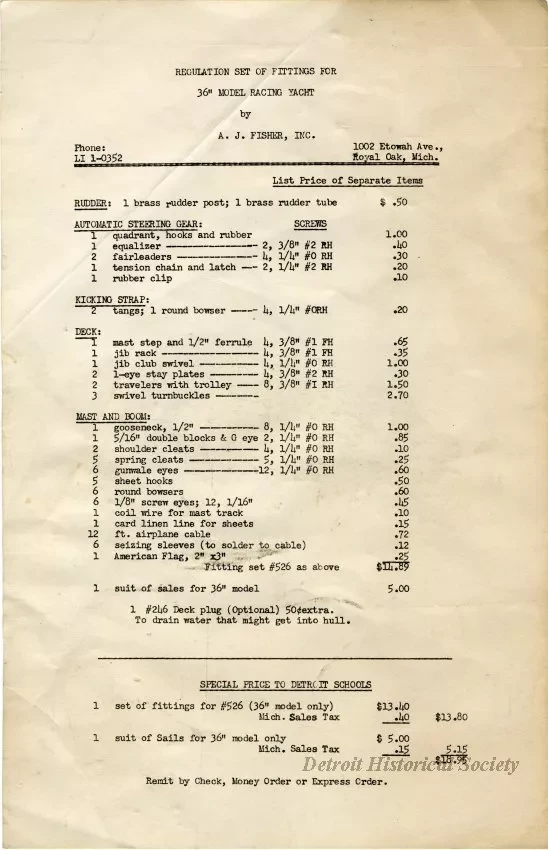 REGULATION SET OF FITTINGS FOR
36" MODEL RACING YACHT
by
A. J. FISHER, INC.
Phone: 1002 Etowah Ave.,
LI 1-0352 Royal Oak, Mich.
List Price of Separate Items
RUDDER: 1 brass rudder post; 1 brass rudder tube $ .50
AUTOMATIC STEERING GEAR: SCREWS
1 quadrant, hooks and rubber 1.00
1 equalizer ---------------- 2, 3/8" #2 RH .40
2 fairleaders -------------- 4, 1/4" #0 RH .30
1 tension chain and latch -- 2, 1/4" #2 RH .20
1 rubber clip .10
KICKING STRAP:
2 tangs; 1 round bowser ---- 4, 1/4" #0RH .20
DECK:
1 mast step and 1/2" ferrule 4, 3/8" #1 FH .65
1 jib rack ----------------- 4, 3/8" #1 FH .35
1 jib club swivel ---------- 4, 1/4" #0 RH 1.00
2 1-eye stay plates -------- 4, 3/8" #2 RH .30
2 travelers with trolley --- 8, 3/8" #I RH 1.50
3 swivel turnbuckles ------- 2.70
MAST AND BOOM:
1 gooseneck, 1/2" ---------- 8, 1/4" #0 RH 1.00
1 5/16" double blocks & G eye 2, 1/4" #0 RH .85
2 shoulder cleats ---------- 4, 1/4" #0 RH .10
5 spring cleats ------------ 5, 1/4" #0 RH .25
6 gunwale eyes -------------12, 1/4" #0 RH .60
5 sheet hooks .50
6 round bowsers .60
6 1/8" screw eyes; 12, 1/16" .45
1 coil wire for mast track .10
1 card linen line for sheets .15
12 ft. airplane cable .72
6 seizing sleeves (to solder to cable) .12
1 American Flag, 2" x3" .25
Fitting set #526 as above $14.89
1 suit of sales for 36" model 5.00
1 #246 Deck plug (Optional) 50¢extra.
To drain water that might get into hull.
SPECIAL PRICE TO DETROIT SCHOOLS
1 set of fittings for #526 (36" model only) $13.40
Mich. Sales Tax .40 $13.80
1 suit of Sails for 36" model only $ 5.00
Mich. Sales Tax .15 5.15
$18.95
Detroit Historical Society
Remit by Check, Money Order or Express Order.